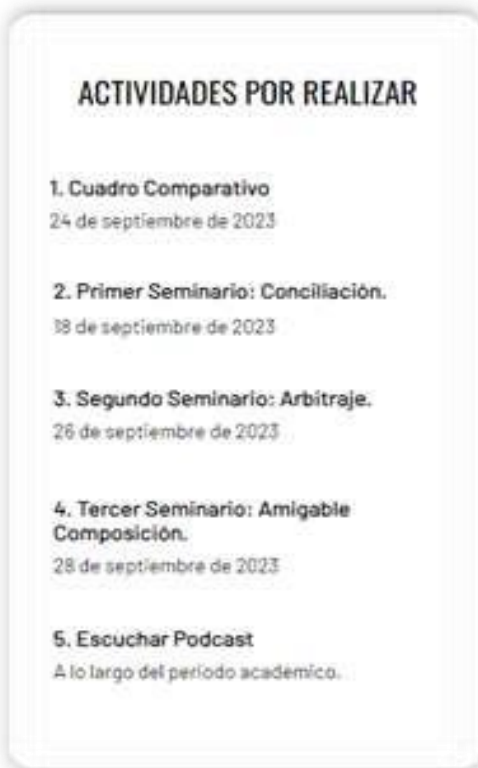 ACTIVIDADES POR REALIZAR
1. Cuadro Comparativo
24 de septiembre de 2023
2. Primer Seminario: Conciliación.
18 de septiembre de 2023
3. Segundo Seminario: Arbitraje.
26 de septiembre de 2023
4. Tercer Seminario: Amigable
Composición.
28 de septiembre de 2023
5. Escuchar Podcast
A lo largo del periodo academico.